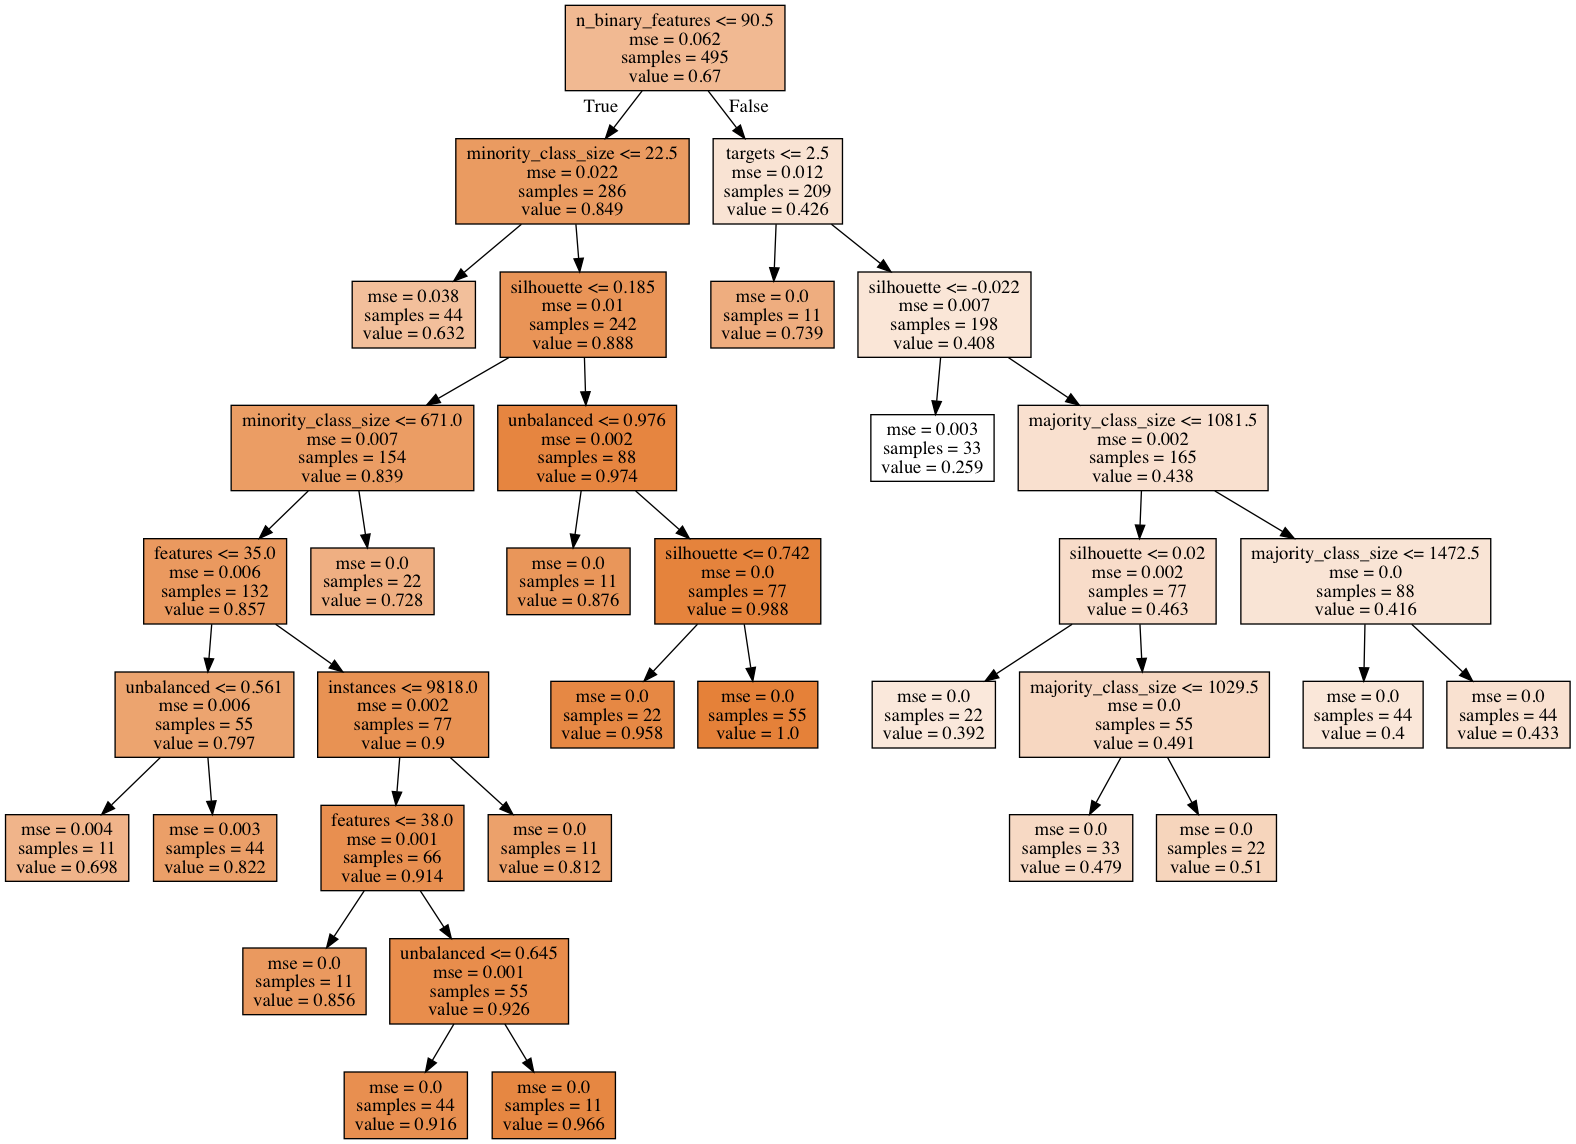 n_binary_features <= 90.5
mse = 0.062
samples = 495
value = 0.67
True
False
minority_class_size <= 22.5
mse = 0.022
samples = 286
value = 0.849
targets <= 2.5
mse = 0.012
samples = 209
value = 0.426
mse = 0.038
samples = 44
value = 0.632
silhouette <= 0.185
mse = 0.01
samples = 242
value = 0.888
mse = 0.0
samples = 11
value = 0.739
silhouette <= -0.022
mse = 0.007
samples = 198
value = 0.408
minority_class_size <= 671.0
mse = 0.007
samples = 154
value = 0.839
unbalanced <= 0.976
mse = 0.002
samples = 88
value = 0.974
mse = 0.003
samples = 33
value = 0.259
majority_class_size <= 1081.5
mse = 0.002
samples = 165
value = 0.438
features <= 35.0
mse = 0.006
samples = 132
value = 0.857
mse = 0.0
samples = 22
value = 0.728
mse = 0.0
samples = 11
value = 0.876
silhouette <= 0.742
mse = 0.0
samples = 77
value = 0.988
silhouette <= 0.02
mse = 0.002
samples = 77
value = 0.463
majority_class_size <= 1472.5
mse = 0.0
samples = 88
value = 0.416
unbalanced <= 0.561
mse = 0.006
samples = 55
value = 0.797
instances <= 9818.0
mse = 0.002
samples = 77
value = 0.9
mse = 0.0
samples = 22
value = 0.958
mse = 0.0
samples = 55
value = 1.0
mse = 0.0
samples = 22
value = 0.392
majority_class_size <= 1029.5
mse = 0.0
samples = 55
value = 0.491
mse = 0.0
samples = 44
value = 0.4
mse = 0.0
samples = 44
value = 0.433
mse = 0.004
samples = 11
value = 0.698
mse = 0.003
samples = 44
value = 0.822
features <= 38.0
mse = 0.001
samples = 66
value = 0.914
mse = 0.0
samples = 11
value = 0.812
mse = 0.0
samples = 33
value = 0.479
mse = 0.0
samples = 22
value = 0.51
mse = 0.0
samples = 11
value = 0.856
unbalanced <= 0.645
mse = 0.001
samples = 55
value = 0.926
mse = 0.0
samples = 44
value = 0.916
mse = 0.0
samples = 11
value = 0.966